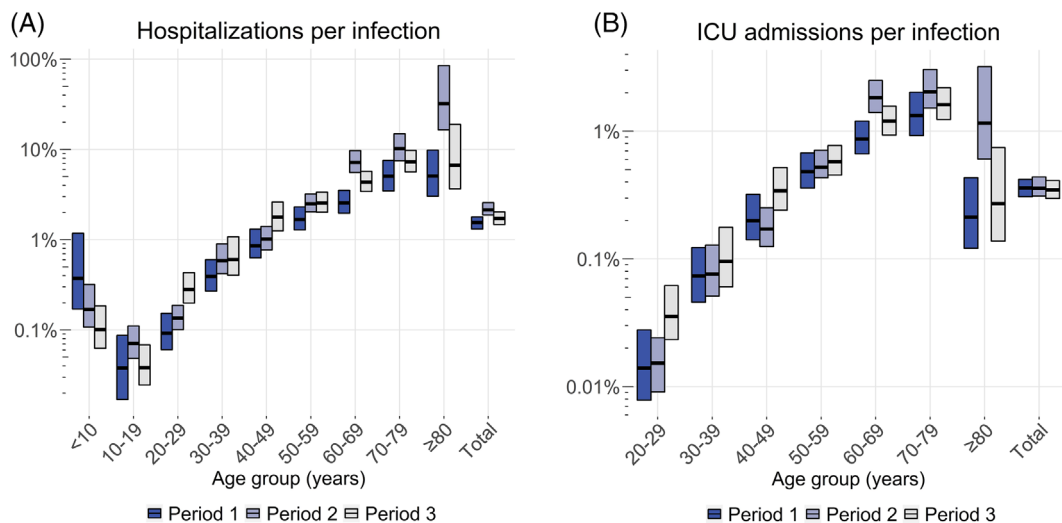 (A)
Hospitalizations per infection
100%
10%
1%
0.1%
<10
10-19
20-29
30-39
40-49
50-59
60-69
70-79
≥80
Total
Age group (years)
Period 1 Period 2 Period 3
(B)
ICU admissions per infection
1%
0.1%
0.01%
20-29
30-39
40-49
50-59
60-69
70-79
≥80
Total
Age group (years)
Period 1 Period 2 Period 3